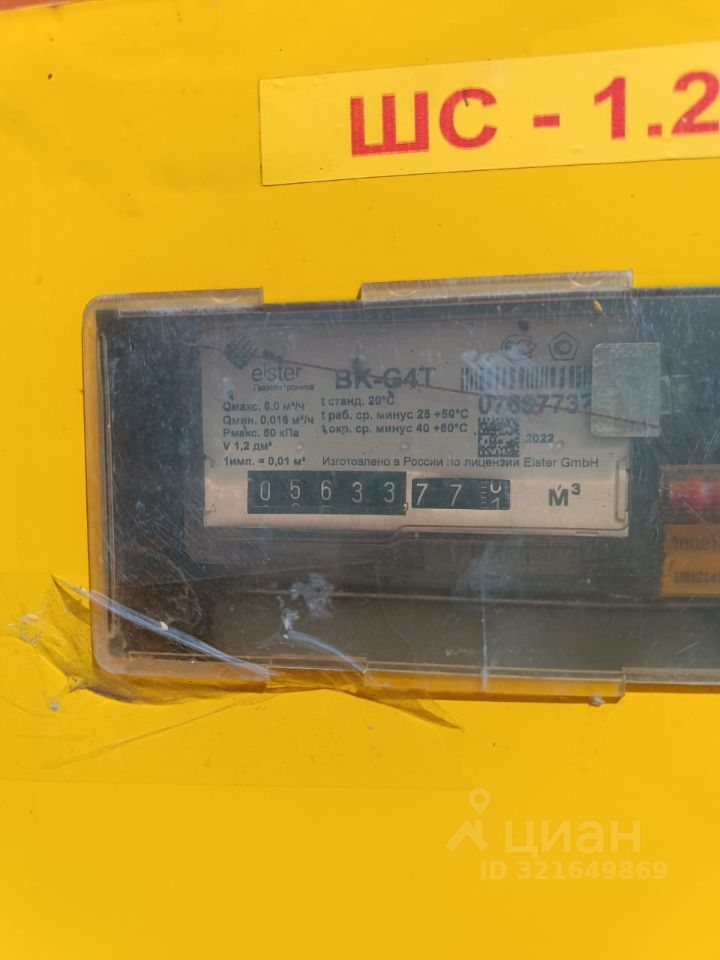 ШС - 1.2
elster
Газэлектроника
BK-G4T
Qмакс. 6,0 м³/ч
Qмин. 0,016 м³/ч
Pмакс. 50 кПа
V 1,2 дм³
1имп. = 0,01 м³
t станд. 20°C
t раб. ср. минус 25 +50°C
t окр. ср. минус 40 +60°C
2022
Изготовлено в России по лицензии Elster GmbH
05633,77
м³
циан
ID 321649869